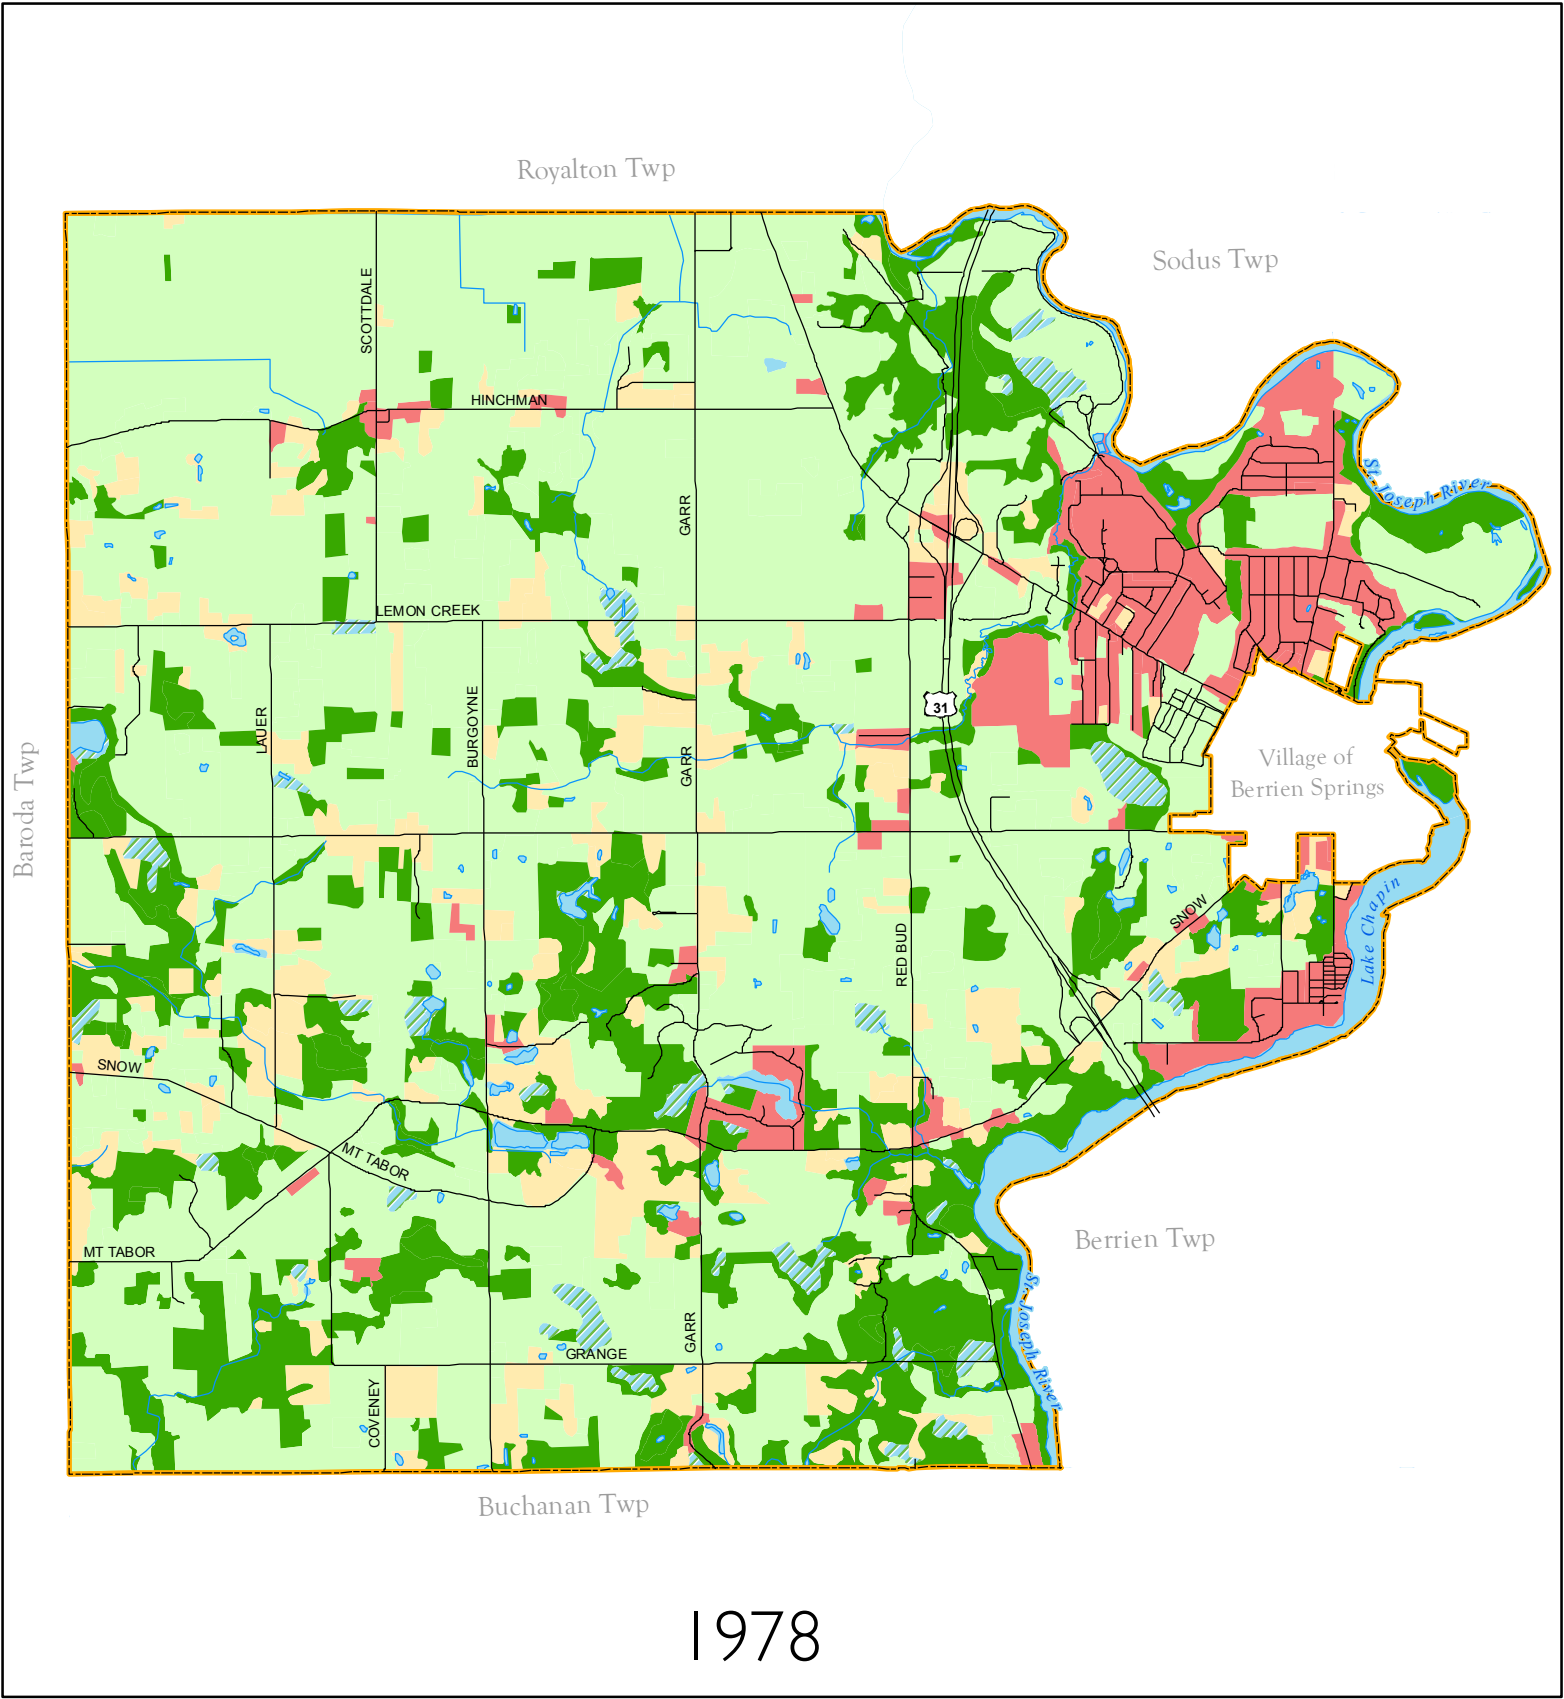 Royalton Twp
Sodus Twp
SCOTTDALE
HINCHMAN
St. Joseph River
GARR
LEMON CREEK
LAUER
BURGOYNE
31
GARR
Baroda Twp
Village of
Berrien Springs
SNOW
Lake Chapin
RED BUD
SNOW
MT TABOR
MT TABOR
Berrien Twp
St. Joseph River
GARR
GRANGE
COVENEY
Buchanan Twp
1978